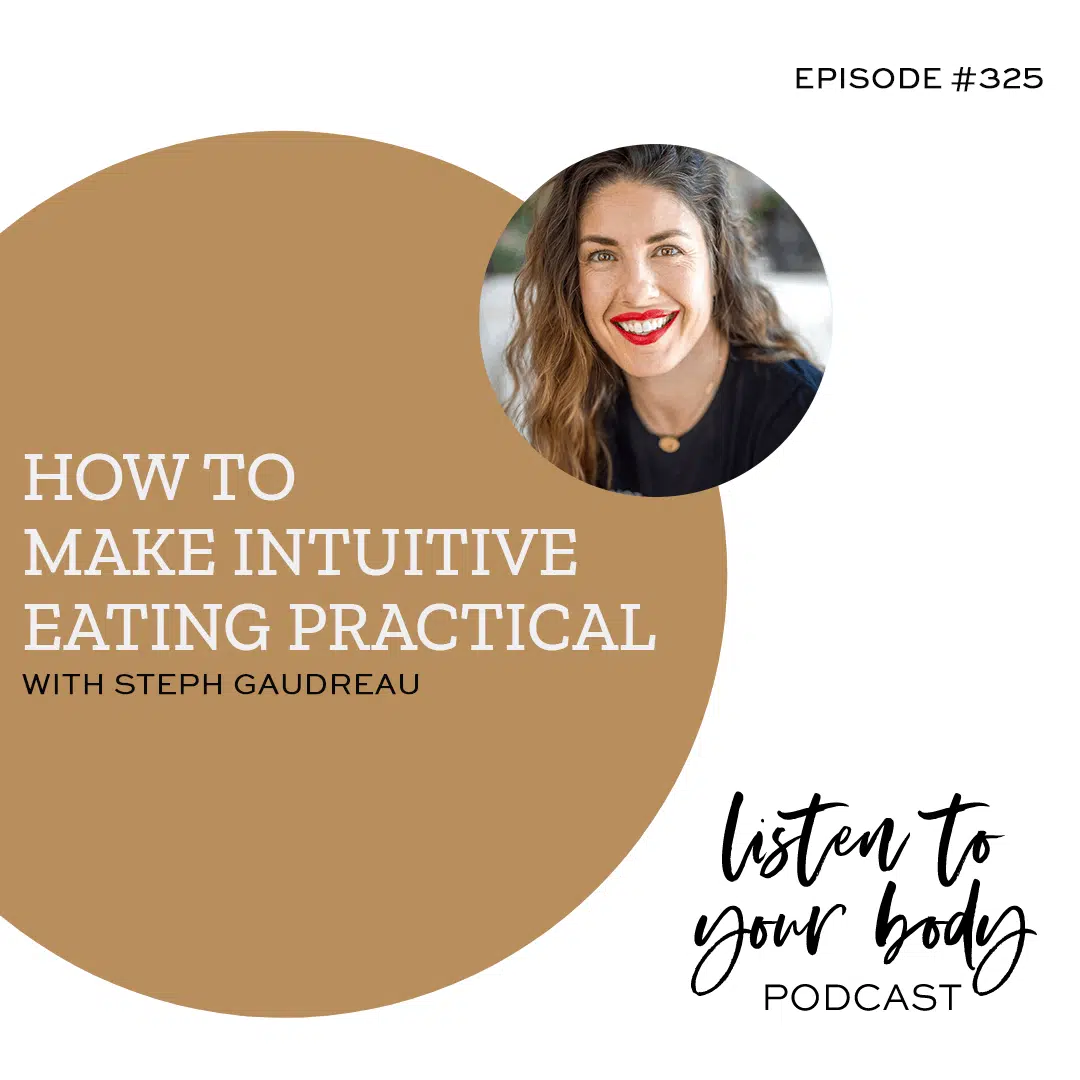 EPISODE #325
HOW TO
MAKE INTUITIVE
EATING PRACTICAL
WITH STEPH GAUDREAU
listen to
your body
PODCAST